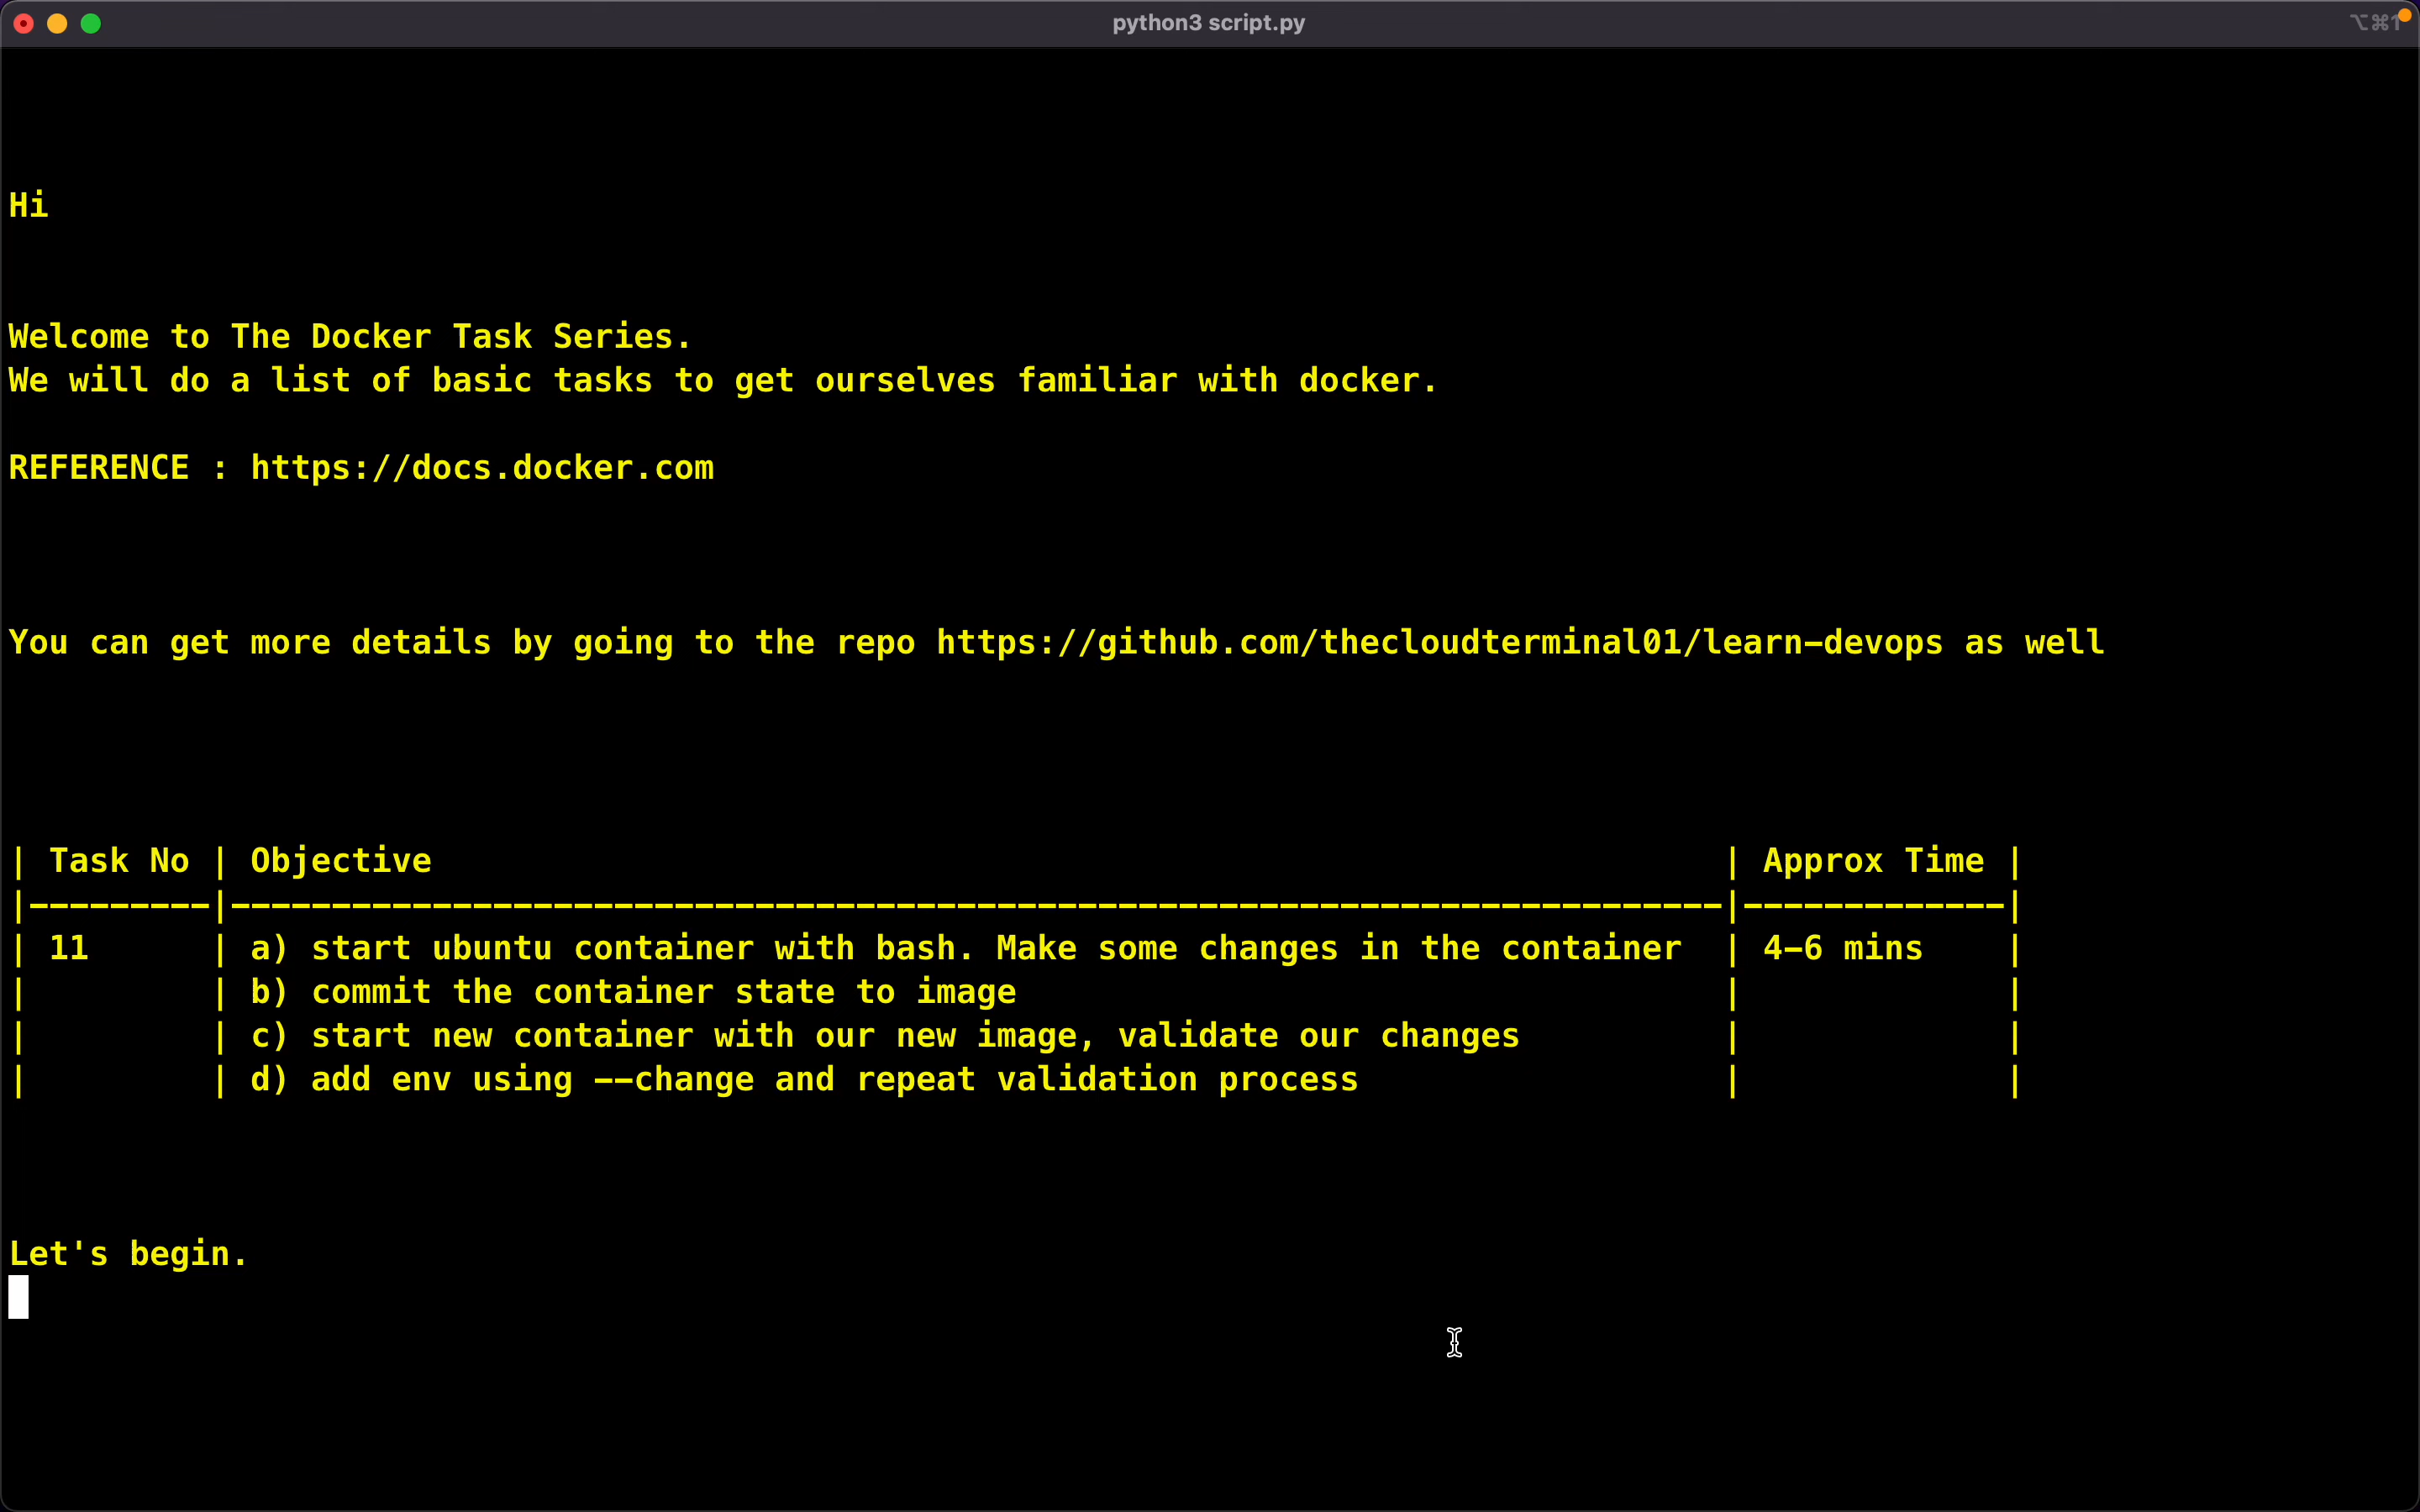 python3 script.py
⌥⌘1
Hi
Welcome to The Docker Task Series.
We will do a list of basic tasks to get ourselves familiar with docker.
REFERENCE : https://docs.docker.com
You can get more details by going to the repo https://github.com/thecloudterminal01/learn-devops as well
| Task No | Objective | Approx Time |
|---------|--------------------------------------------------------------------------|-------------|
| 11 | a) start ubuntu container with bash. Make some changes in the container | 4-6 mins |
| | b) commit the container state to image | |
| | c) start new container with our new image, validate our changes | |
| | d) add env using --change and repeat validation process | |
Let's begin.